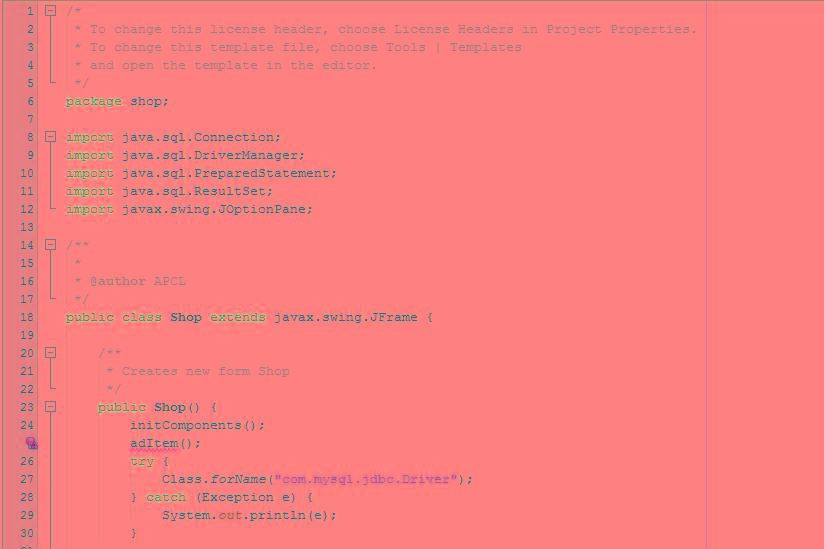 1 /*
2 * To change this license header, choose License Headers in Project Properties.
3 * To change this template file, choose Tools | Templates
4 * and open the template in the editor.
5 */
6 package shop;
7
8 import java.sql.Connection;
9 import java.sql.DriverManager;
10 import java.sql.PreparedStatement;
11 import java.sql.ResultSet;
12 import javax.swing.JOptionPane;
13
14 /**
15 *
16 * @author APCL
17 */
18 public class Shop extends javax.swing.JFrame {
19
20 /**
21 * Creates new form Shop
22 */
23 public Shop() {
24 initComponents();
adItem();
26 try {
27 Class.forName("com.mysql.jdbc.Driver");
28 } catch (Exception e) {
29 System.out.println(e);
30 }